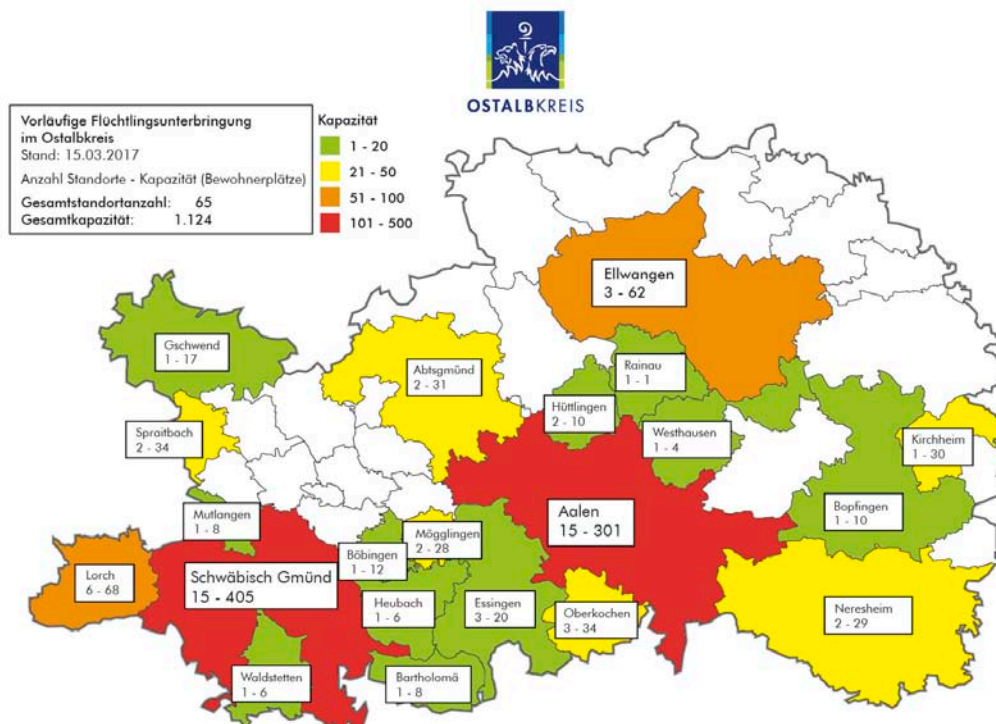 OSTALBKREIS
Vorläufige Flüchtlingsunterbringung
im Ostalbkreis
Stand: 15.03.2017
Anzahl Standorte - Kapazität (Bewohnerplätze)
Gesamtstandortanzahl: 65
Gesamtkapazität: 1.124
Kapazität
1 - 20
21 - 50
51 - 100
101 - 500
Ellwangen
3 - 62
Gschwend
1 - 17
Abtsgmünd
2 - 31
Rainau
1 - 1
Hüttlingen
2 - 10
Westhausen
1 - 4
Spraitbach
2 - 34
Kirchheim
1 - 30
Mutlangen
1 - 8
Mögglingen
2 - 28
Aalen
15 - 301
Bopfingen
1 - 10
Böbingen
1 - 12
Lorch
6 - 68
Schwäbisch Gmünd
15 - 405
Heubach
1 - 6
Essingen
3 - 20
Oberkochen
3 - 34
Neresheim
2 - 29
Waldstetten
1 - 6
Bartholomä
1 - 8